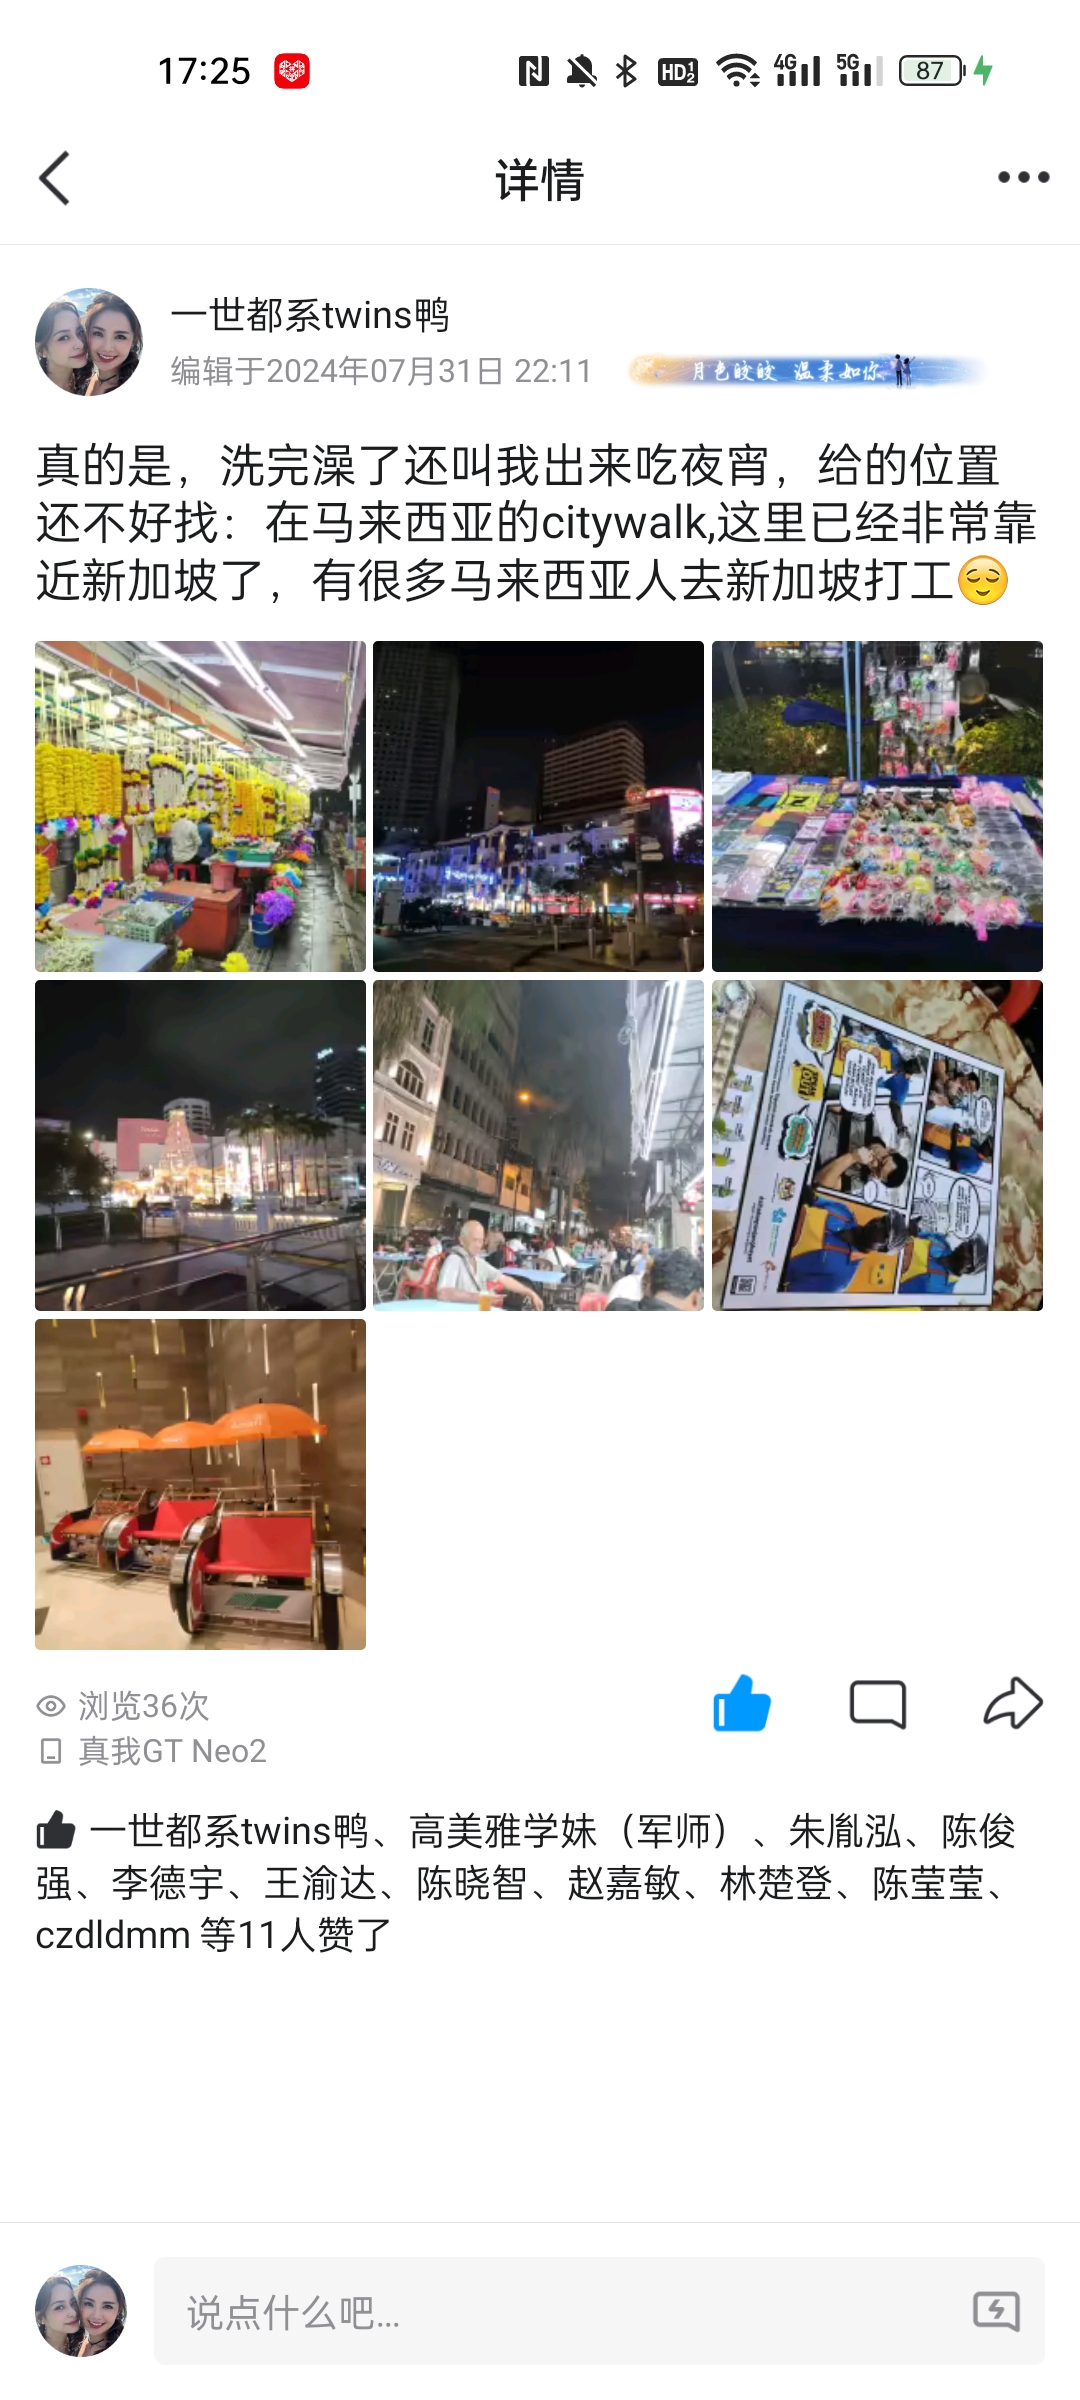 17:25
HD 1 2
4G
5G
87
详情
一世都系twins鸭
编辑于2024年07月31日 22:11
月色皎皎 温柔如你
真的是，洗完澡了还叫我出来吃夜宵，给的位置
还不好找：在马来西亚的citywalk,这里已经非常靠
近新加坡了，有很多马来西亚人去新加坡打工
浏览36次
真我GT Neo2
一世都系twins鸭、高美雅学妹（军师）、朱胤泓、陈俊
强、李德宇、王渝达、陈晓智、赵嘉敏、林楚登、陈莹莹、
czdldmm 等11人赞了
说点什么吧...